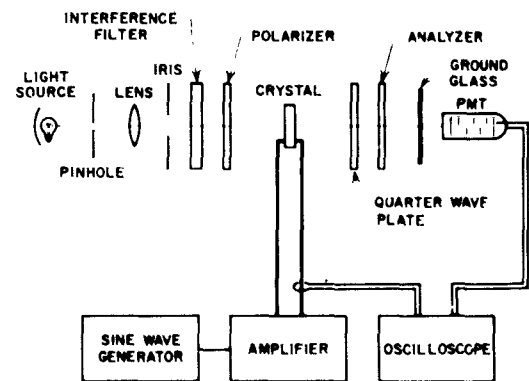 INTERFERENCE
FILTER
POLARIZER
ANALYZER
LIGHT
SOURCE
LENS
IRIS
CRYSTAL
GROUND
GLASS
PMT
PINHOLE
QUARTER WAVE
PLATE
SINE WAVE
GENERATOR
AMPLIFIER
OSCILLOSCOPE